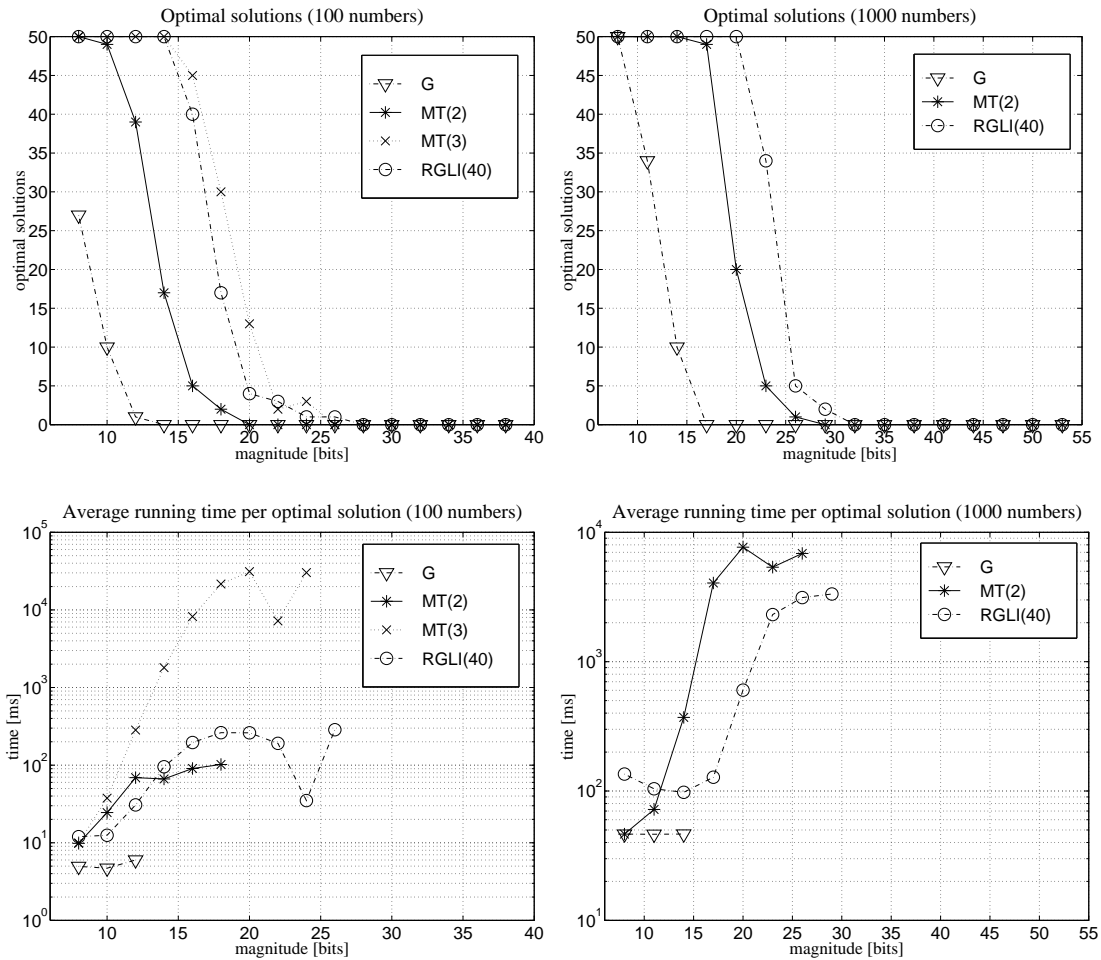 Optimal solutions (100 numbers)
50
45
40
35
30
25
20
15
10
5
0
optimal solutions
10
15
20
25
30
35
40
magnitude [bits]
G
MT(2)
MT(3)
RGLI(40)
Optimal solutions (1000 numbers)
50
45
40
35
30
25
20
15
10
5
0
optimal solutions
10
15
20
25
30
35
40
45
50
55
magnitude [bits]
G
MT(2)
RGLI(40)
Average running time per optimal solution (100 numbers)
10^5
10^4
10^3
10^2
10^1
10^0
time [ms]
10
15
20
25
30
35
40
magnitude [bits]
G
MT(2)
MT(3)
RGLI(40)
Average running time per optimal solution (1000 numbers)
10^4
10^3
10^2
10^1
time [ms]
10
15
20
25
30
35
40
45
50
55
magnitude [bits]
G
MT(2)
RGLI(40)